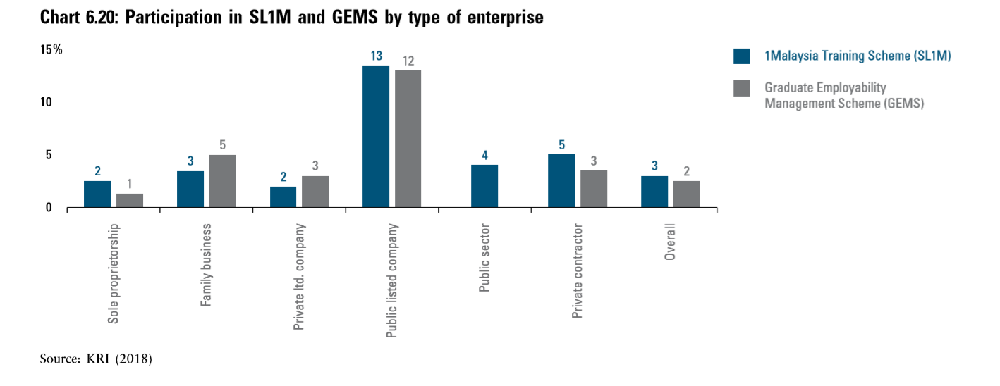 Chart 6.20: Participation in SL1M and GEMS by type of enterprise
15%
10
5
0
2
1
3
5
2
3
13
12
4
5
3
3
2
Sole proprietorship
Family business
Private ltd. company
Public listed company
Public sector
Private contractor
Overall
1Malaysia Training Scheme (SL1M)
Graduate Employability
Management Scheme (GEMS)
Source: KRI (2018)